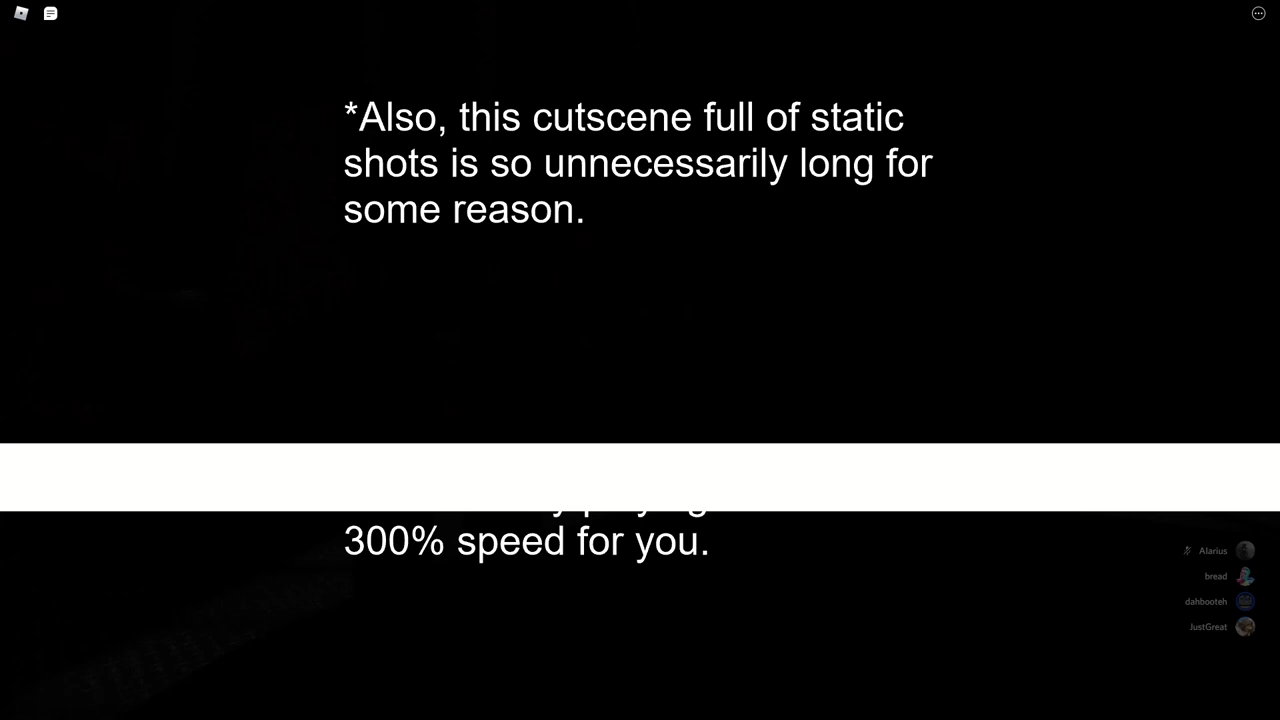 *Also, this cutscene full of static
shots is so unnecessarily long for
some reason.
300% speed for you.
Alarius
bread
dahbooteh
JustGreat